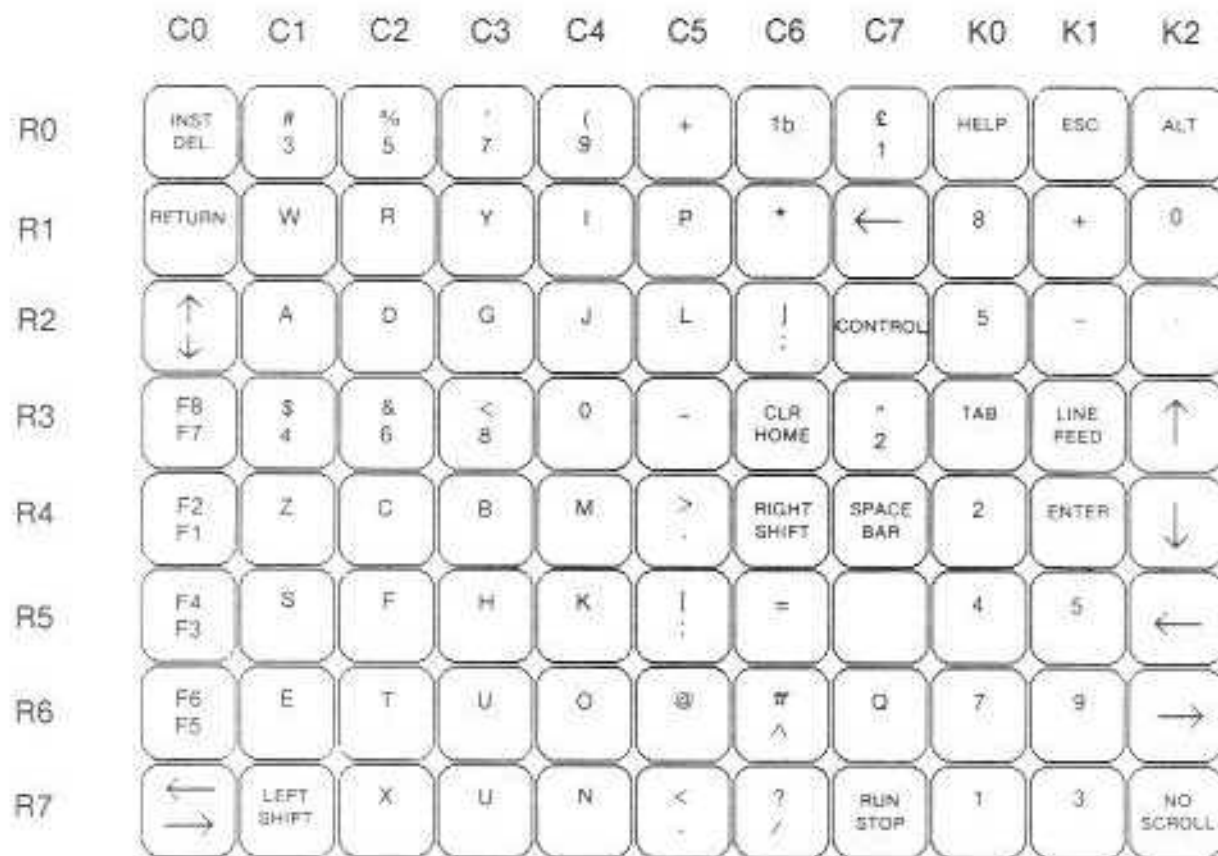 C0 C1 C2 C3 C4 C5 C6 C7 K0 K1 K2
R0
INST # % ' ( + 1b £ HELP ESC ALT
DEL 3 5 7 9 1
R1
RETURN W R Y I P * ← 8 + 0
R2
↑ A D G J L ] CONTROL 5 - .
↓ :
R3
F8 $ & < 0 - CLR " TAB LINE ↑
F7 4 6 8 HOME 2 FEED
R4
F2 Z C B M > RIGHT SPACE 2 ENTER ↓
F1 . SHIFT BAR
R5
F4 S F H K [ = 4 5 ←
F3 ;
R6
F6 E T U O @ π Q 7 9 →
F5 ^
R7
← LEFT X U N < ? RUN 1 3 NO
→ SHIFT / STOP SCROLL